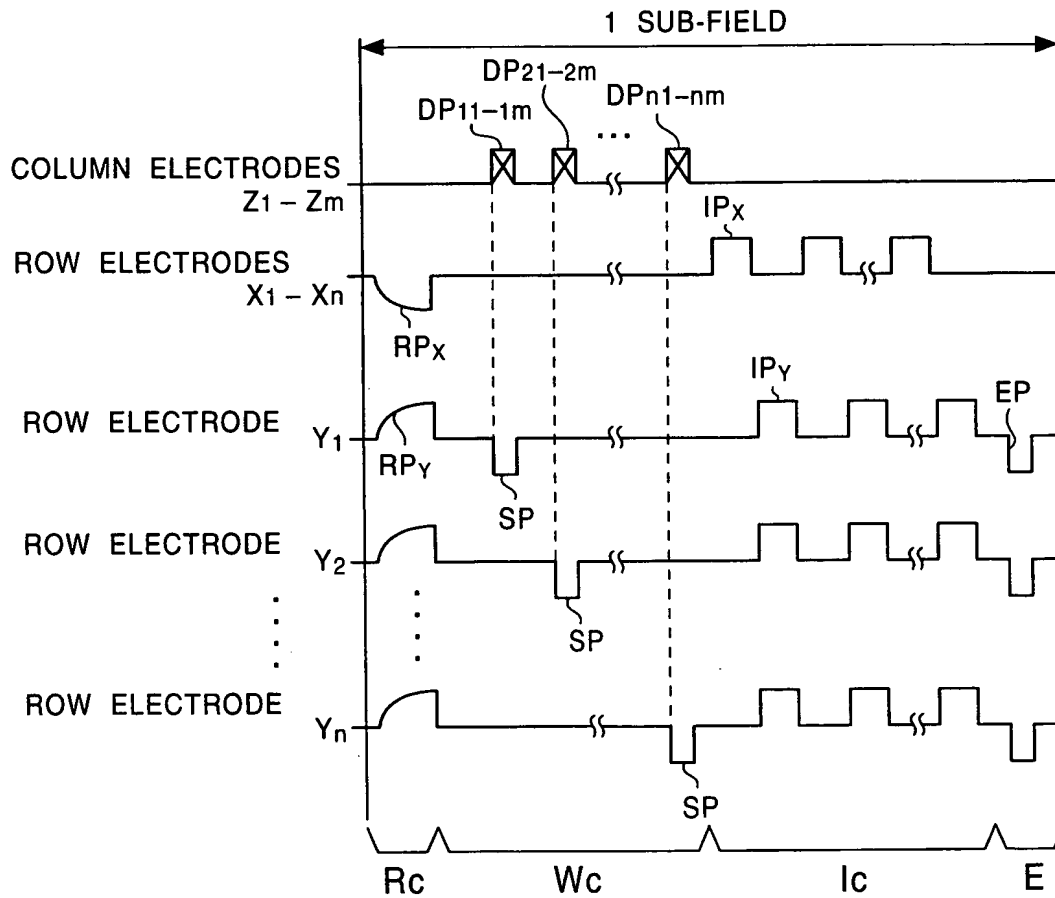 1 SUB-FIELD
DP21-2m
DP11-1m
DPn1-nm
...
COLUMN ELECTRODES
Z1 – Zm
IPX
ROW ELECTRODES
X1 – Xn
RPX
IPY
EP
ROW ELECTRODE
Y1
RPY
SP
ROW ELECTRODE
Y2
SP
ROW ELECTRODE
Yn
SP
Rc
Wc
Ic
E